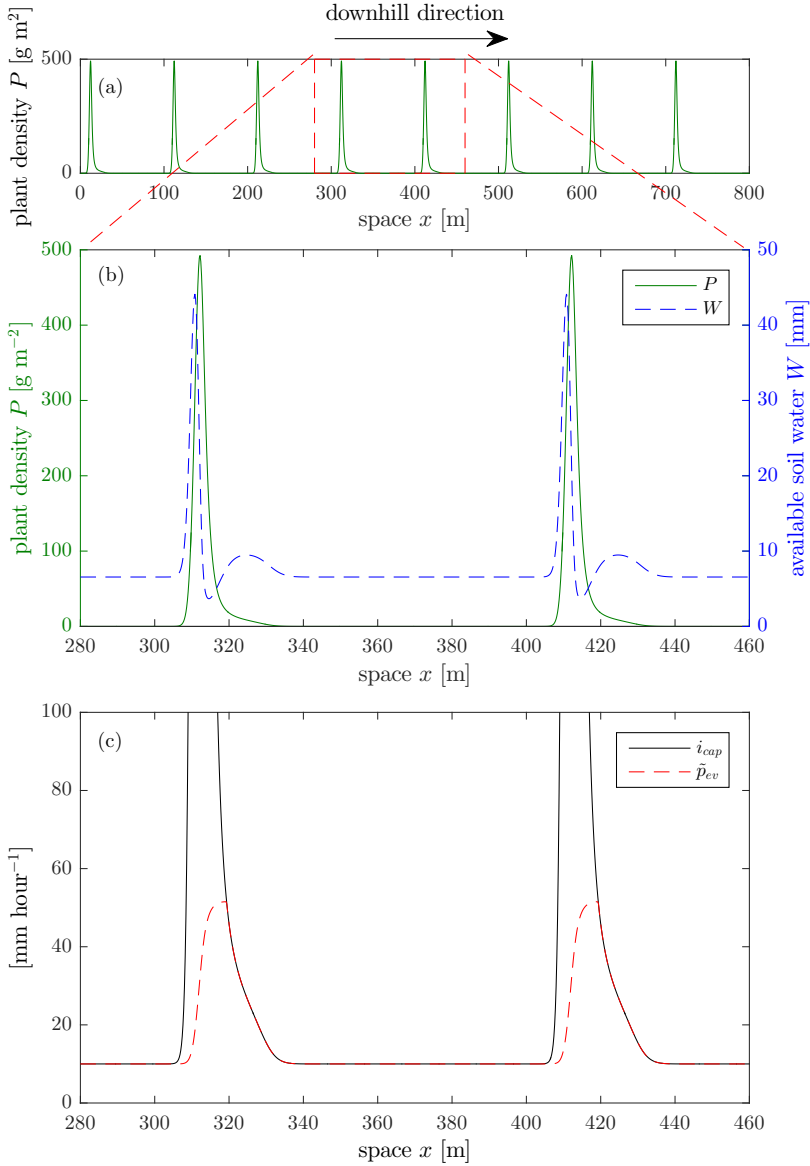 downhill direction
plant density P [g m²]
500
0
(a)
0 100 200 300 400 500 600 700 800
space x [m]
plant density P [g m⁻²]
500
400
300
200
100
0
(b)
P
W
50
40
30
20
10
0
available soil water W [mm]
280 300 320 340 360 380 400 420 440 460
space x [m]
[mm hour⁻¹]
100
80
60
40
20
0
(c)
i_cap
p̃_ev
280 300 320 340 360 380 400 420 440 460
space x [m]